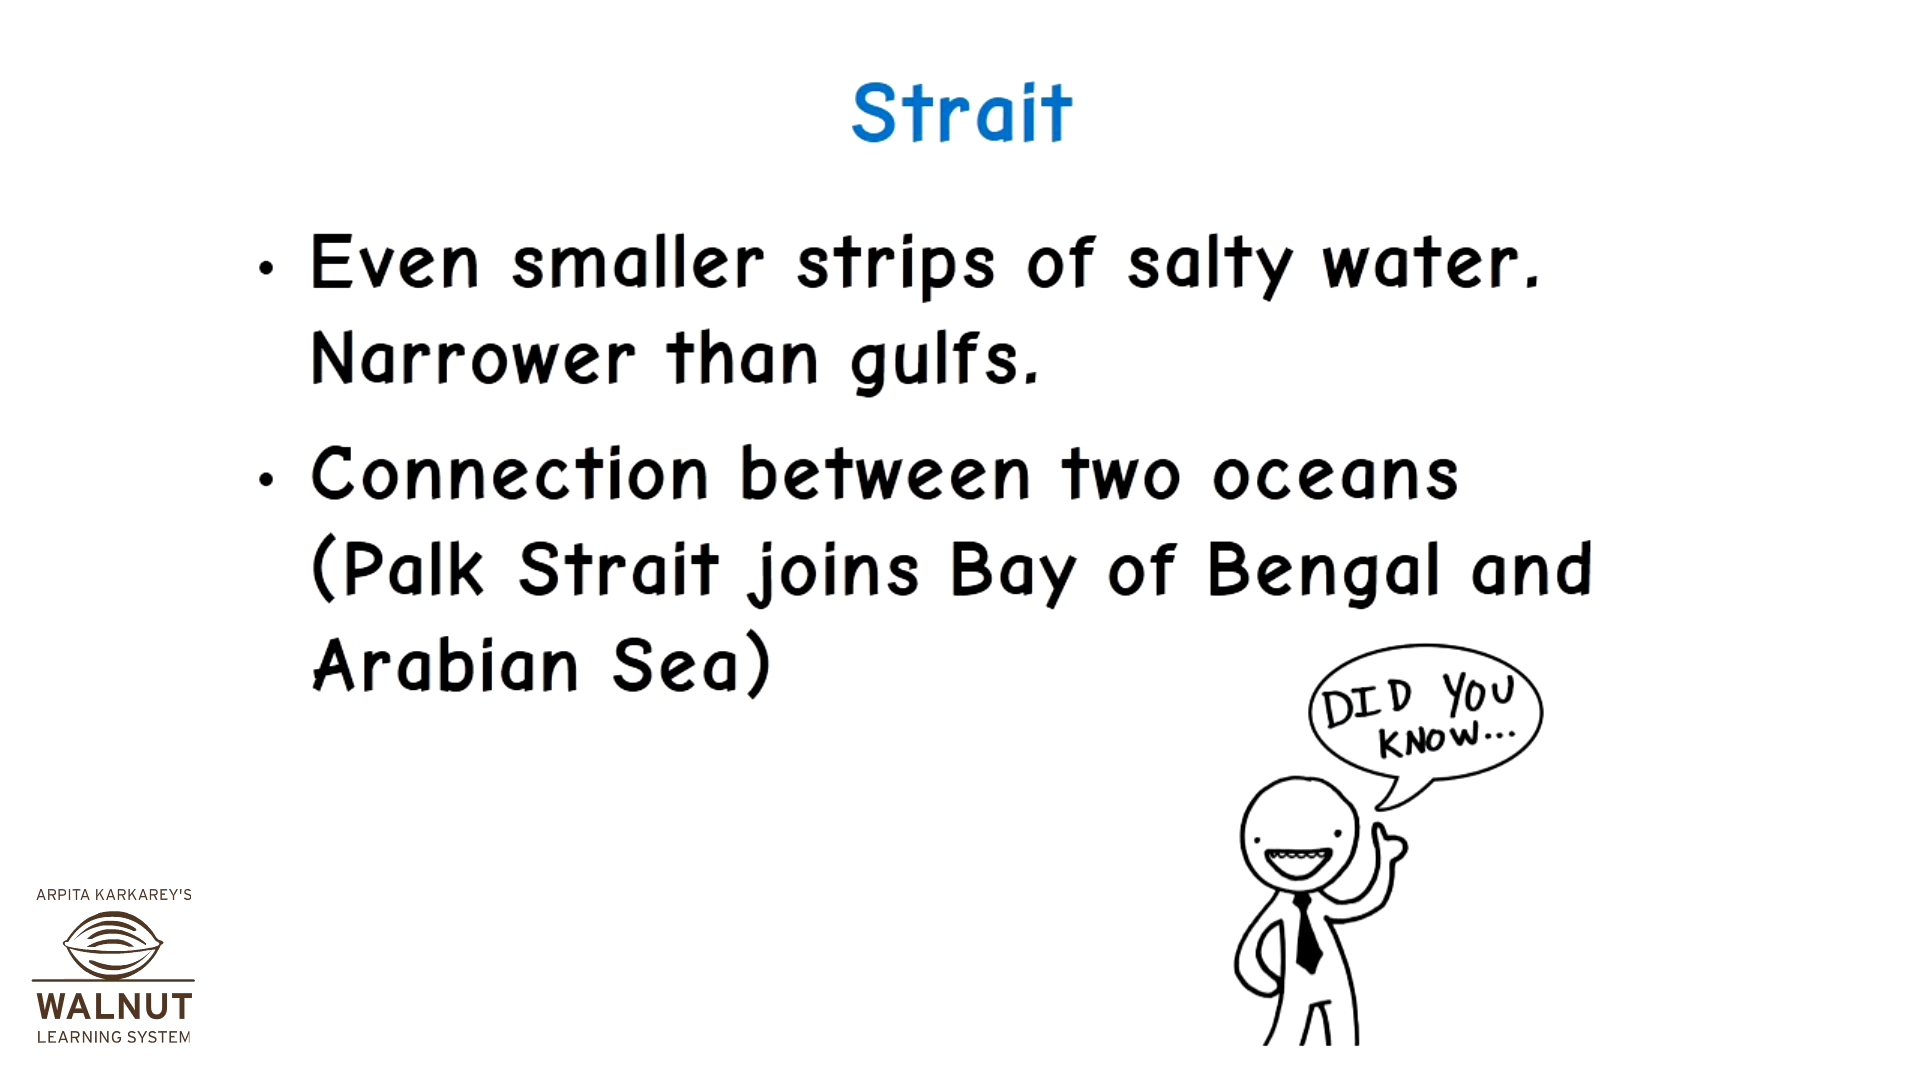 Strait
• Even smaller strips of salty water.
Narrower than gulfs.
• Connection between two oceans
(Palk Strait joins Bay of Bengal and
Arabian Sea)
DID YOU
KNOW...
ARPITA KARKAREY'S
WALNUT
LEARNING SYSTEM